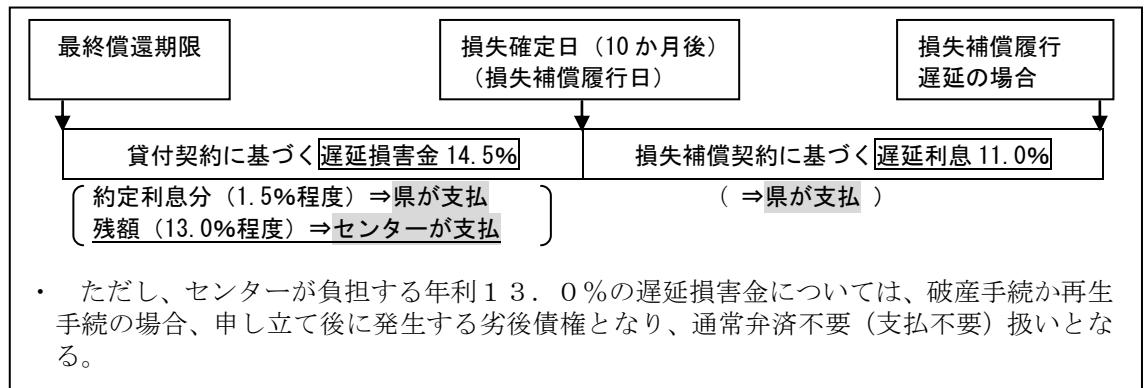 最終償還期限
損失確定日（10か月後）
（損失補償履行日）
損失補償履行
遅延の場合
貸付契約に基づく遅延損害金14.5%
損失補償契約に基づく遅延利息11.0%
約定利息分（1.5%程度）⇒県が支払
残額（13.0%程度）⇒センターが支払
（ ⇒県が支払 ）
・　ただし、センターが負担する年利１３．０％の遅延損害金については、破産手続か再生
手続の場合、申し立て後に発生する劣後債権となり、通常弁済不要（支払不要）扱いとな
る。